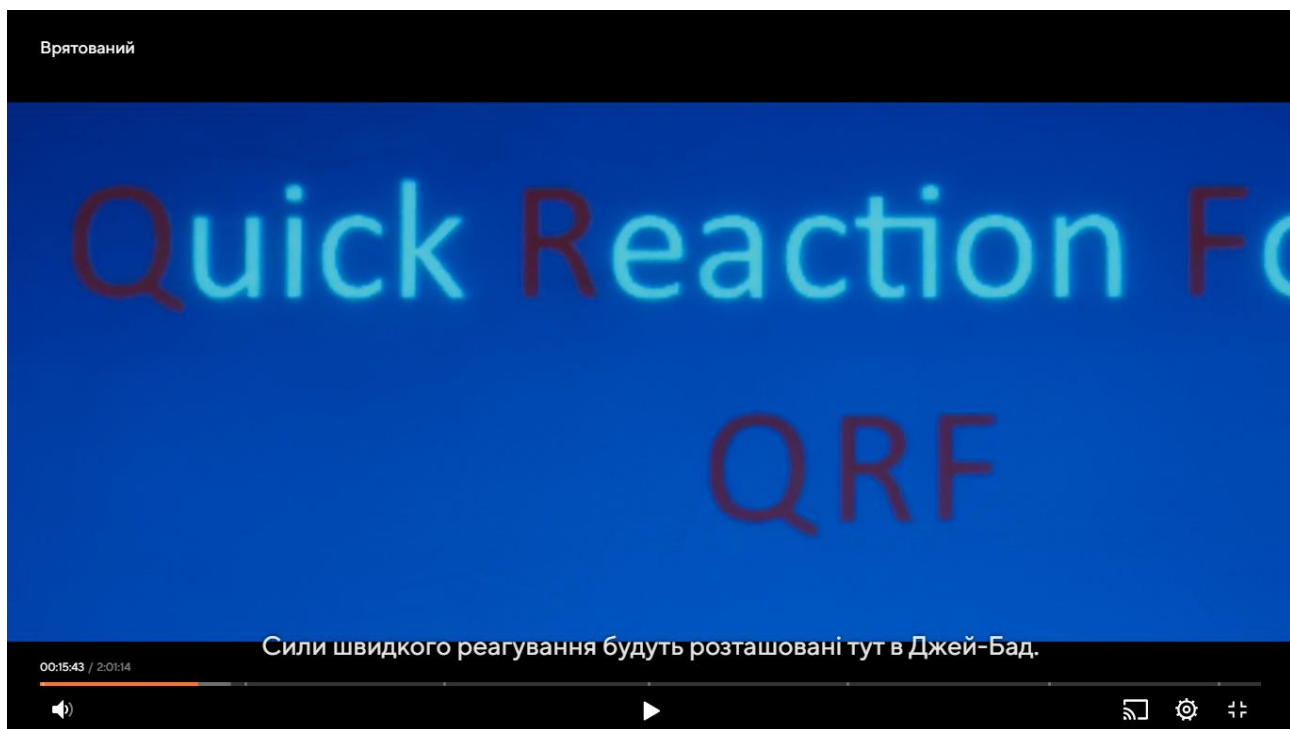 Врятований
Quick Reaction Fo
QRF
Сили швидкого реагування будуть розташовані тут в Джей-Бад.
00:15:43 / 2:01:14